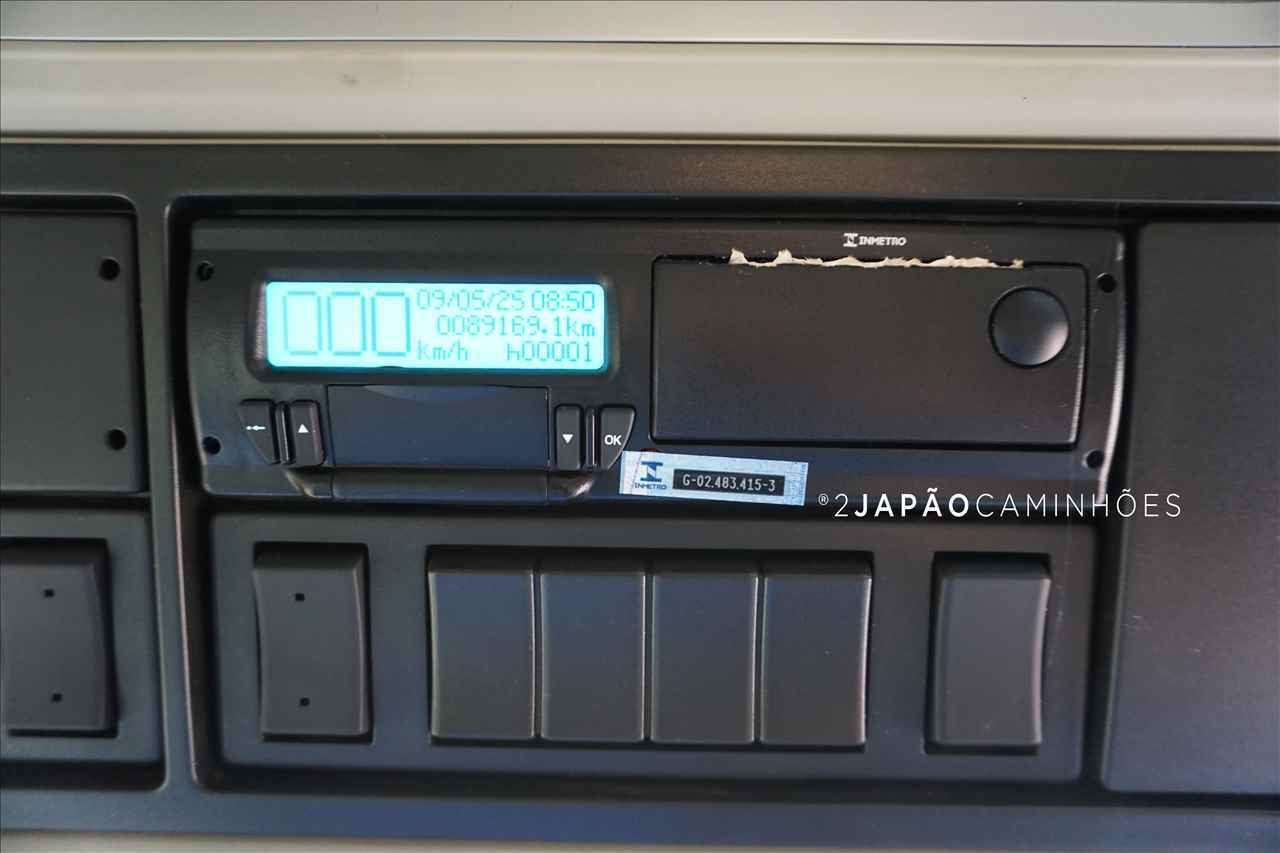 INMETRO
000 09/05/25 08:50
0089169.1km
km/h h00001
OK
INMETRO G-02.483.415-3
®2JAPÃOCAMINHÕES